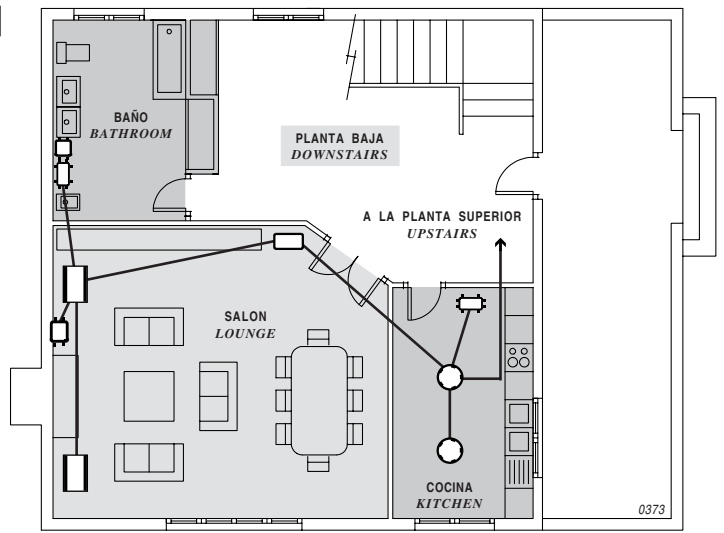 BAÑO
BATHROOM
PLANTA BAJA
DOWNSTAIRS
A LA PLANTA SUPERIOR
UPSTAIRS
SALON
LOUNGE
COCINA
KITCHEN
0373